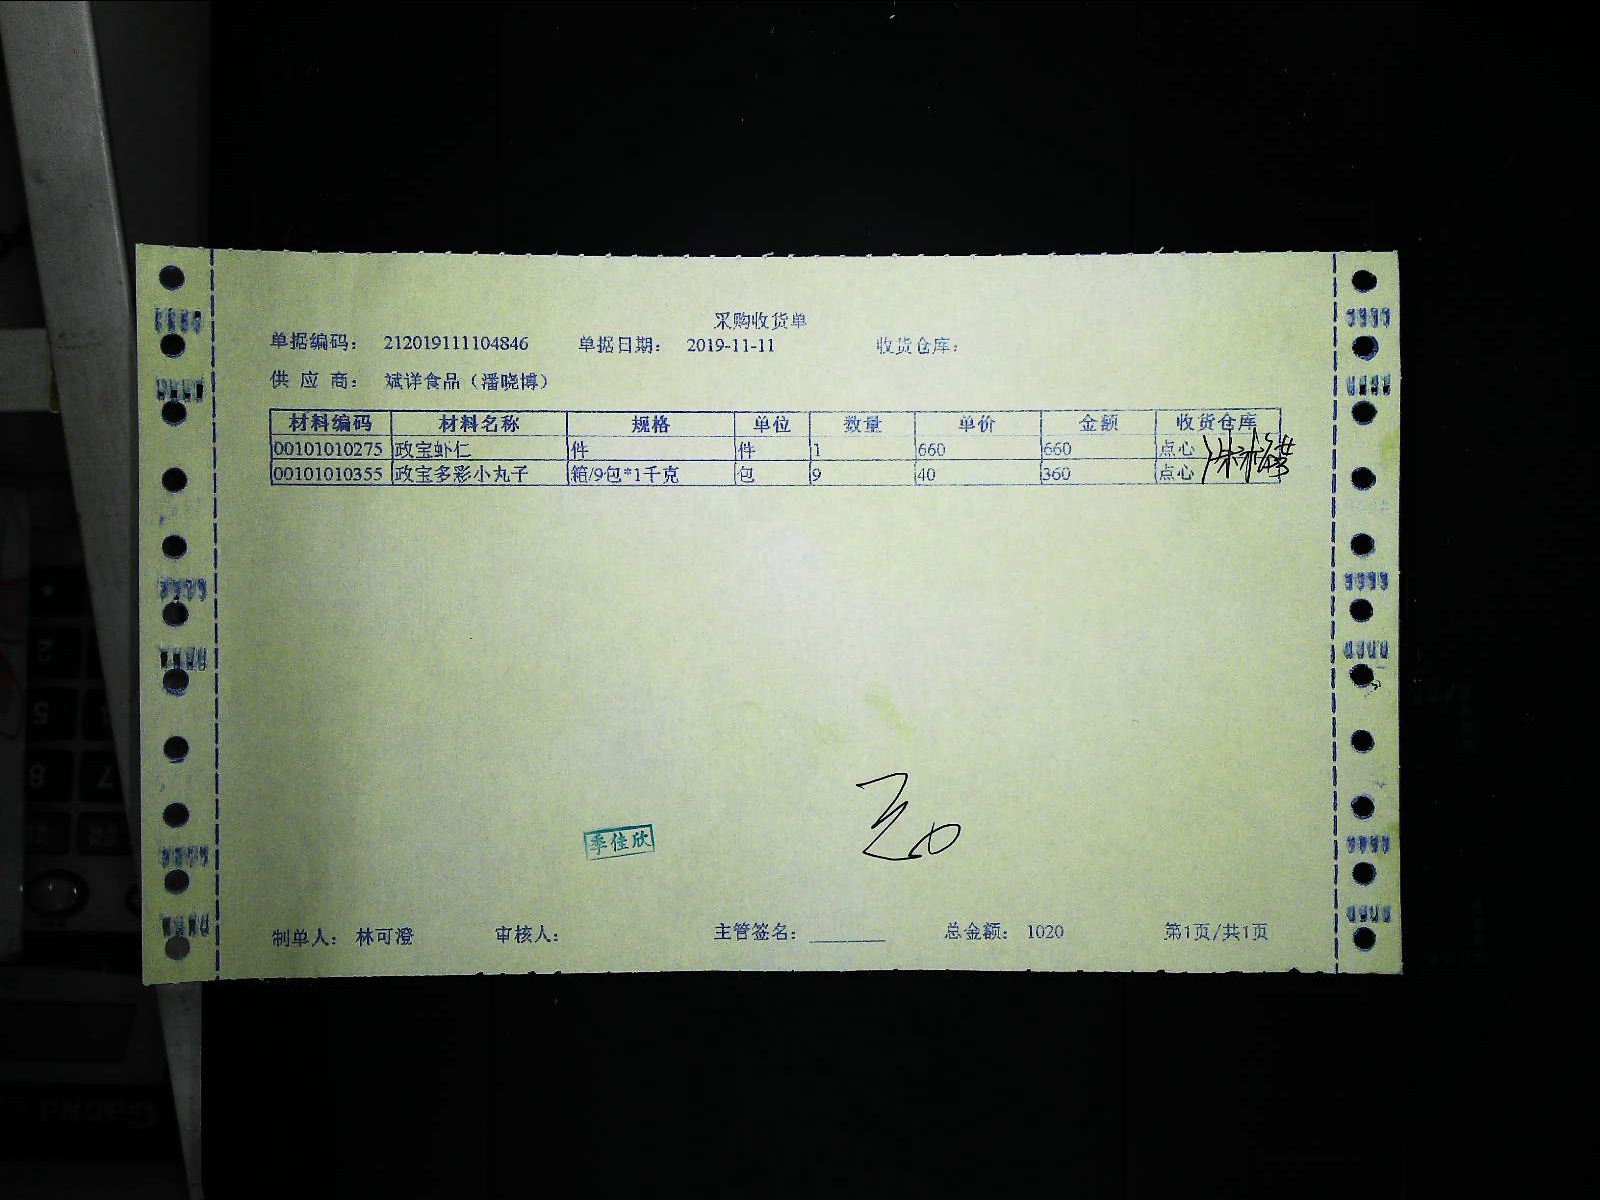 采购收货单
单据编码： 212019111104846 单据日期： 2019-11-11 收货仓库：
供 应 商： 斌详食品（潘晓博）
材料编码 材料名称 规格 单位 数量 单价 金额 收货仓库
00101010275 政宝虾仁 件 件 1 660 660 点心
00101010355 政宝多彩小丸子 箱/9包*1千克 包 9 40 360 点心
季佳欣
制单人： 林可澄 审核人： 主管签名： 总金额： 1020 第1页/共1页